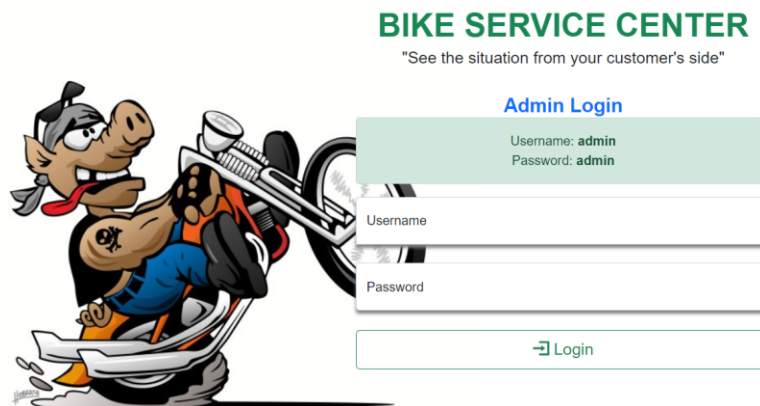 BIKE SERVICE CENTER
"See the situation from your customer's side"
Admin Login
Username: admin
Password: admin
Username
Password
Login